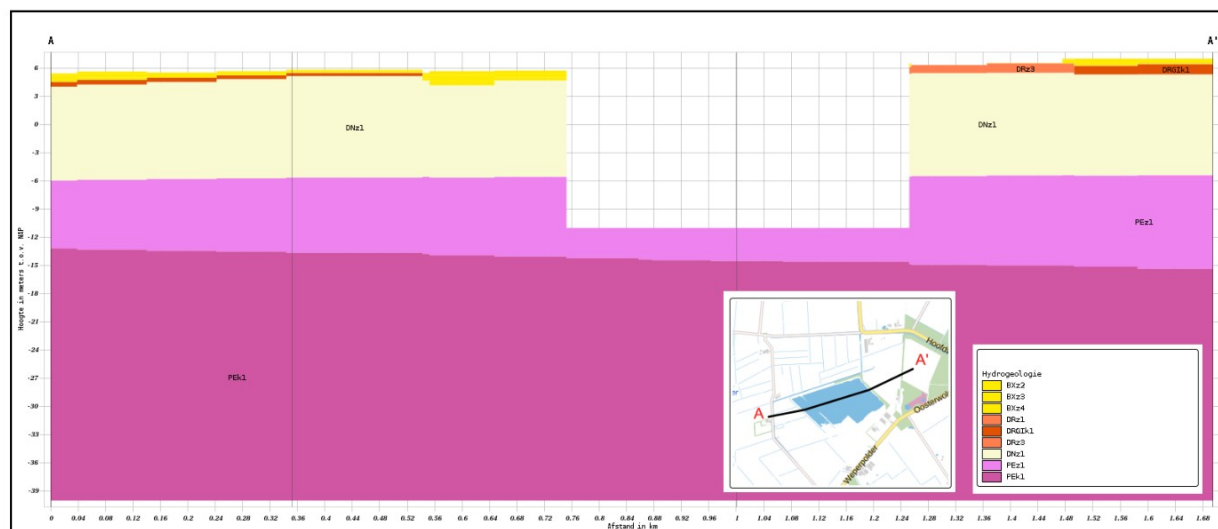 A
A'
6
3
0
-3
-6
-9
-12
-15
-18
-21
-24
-27
-30
-33
-36
-39
Hoogte in meters t.o.v. NAP
DRz3
DRGIk1
DNz1
DNz1
PEz1
PEk1
A
A'
Hoofd
Oosterwol
Weperpolder
er
Hydrogeologie
BXz2
BXz3
BXz4
DRz1
DRGIk1
DRz3
DNz1
PEz1
PEk1
0 0.04 0.08 0.12 0.16 0.2 0.24 0.28 0.32 0.36 0.4 0.44 0.48 0.52 0.56 0.6 0.64 0.68 0.72 0.76 0.8 0.84 0.88 0.92 0.96 1 1.04 1.08 1.12 1.16 1.2 1.24 1.28 1.32 1.36 1.4 1.44 1.48 1.52 1.56 1.6 1.64 1.68
Afstand in km